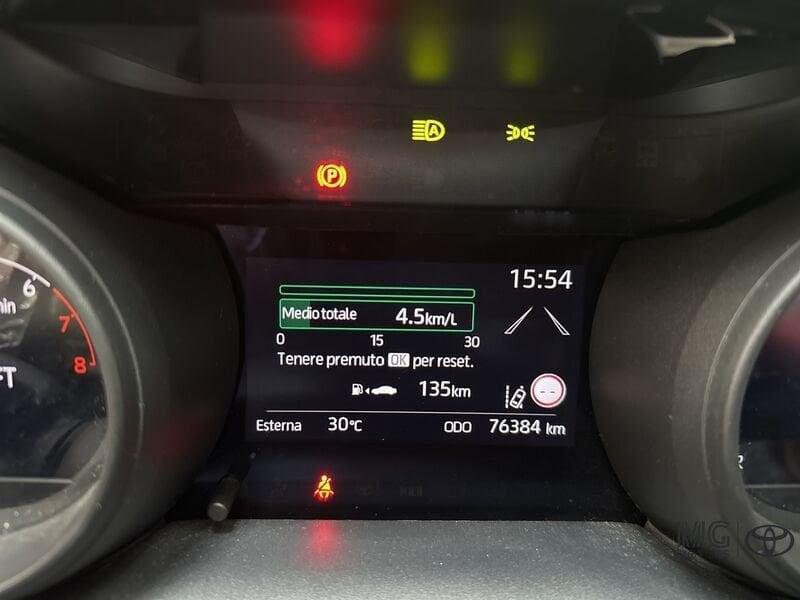 A
P
15:54
6
min
7
8
Medio totale 4.5km/L
0 15 30
Tenere premuto OK per reset.
135km
--
Esterna 30°C ODO 76384 km
MG